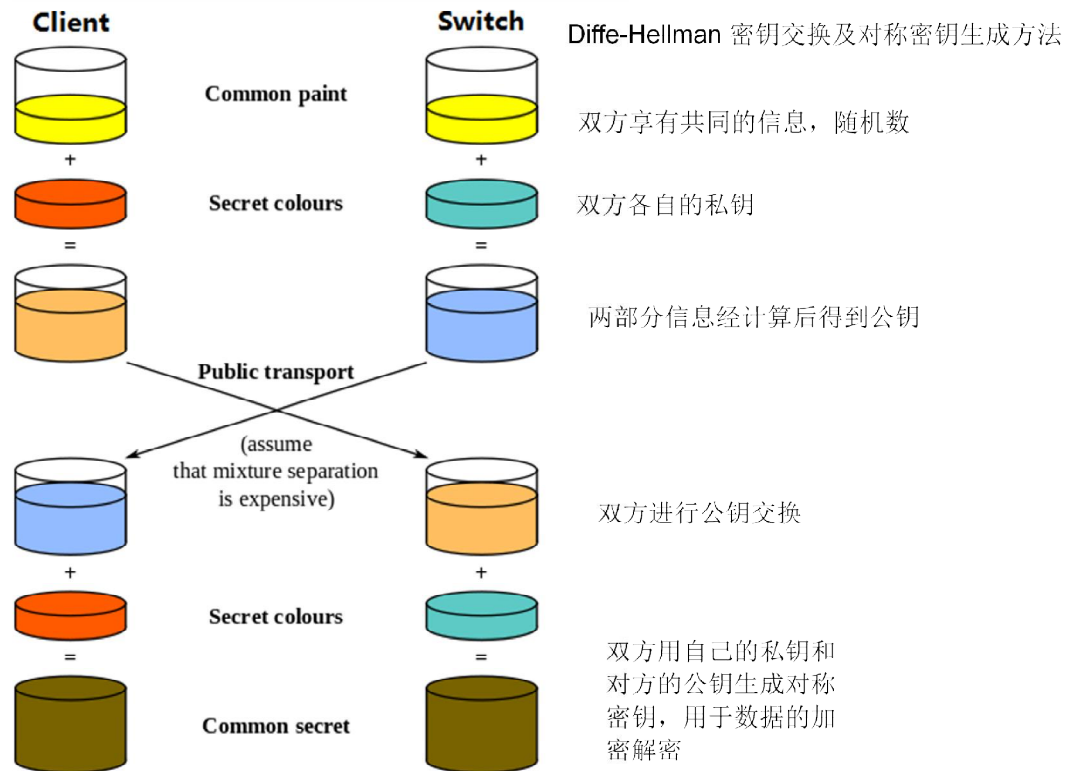 Client
Switch
Diffe-Hellman 密钥交换及对称密钥生成方法
Common paint
双方享有共同的信息，随机数
+
+
Secret colours
双方各自的私钥
=
=
两部分信息经计算后得到公钥
Public transport
(assume
that mixture separation
is expensive)
双方进行公钥交换
+
+
Secret colours
=
=
双方用自己的私钥和
对方的公钥生成对称
密钥，用于数据的加
密解密
Common secret